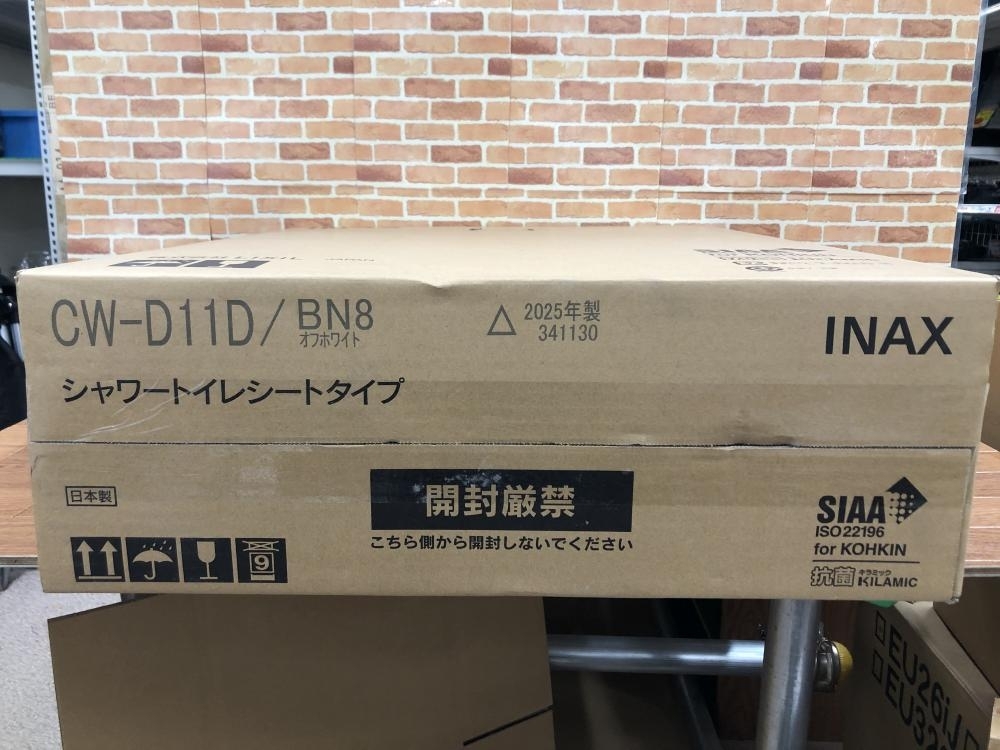 CW-D11D/BN8
オフホワイト
2025年製
341130
INAX
シャワートイレシートタイプ
日本製
開封厳禁
こちら側から開封しないでください
9
SIAA
ISO22196
for KOHKIN
抗菌 キラミック KILAMIC
EU26iJ
EU32